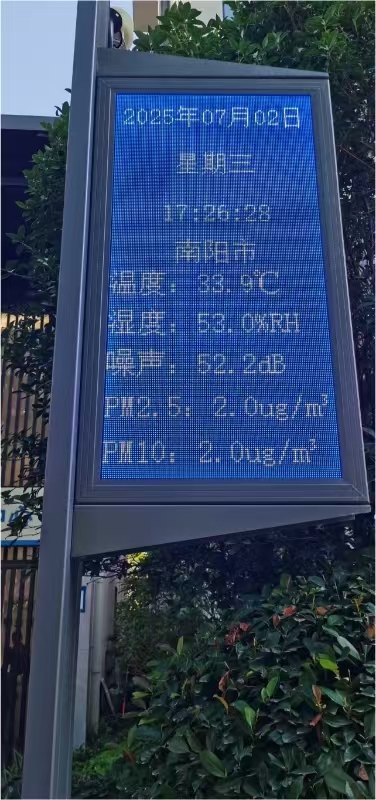 2025年07月02日
星期三
17:26:28
南阳市
温度：33.9℃
湿度：53.0%RH
噪声：52.2dB
PM2.5：2.0ug/m³
PM10：2.0ug/m³